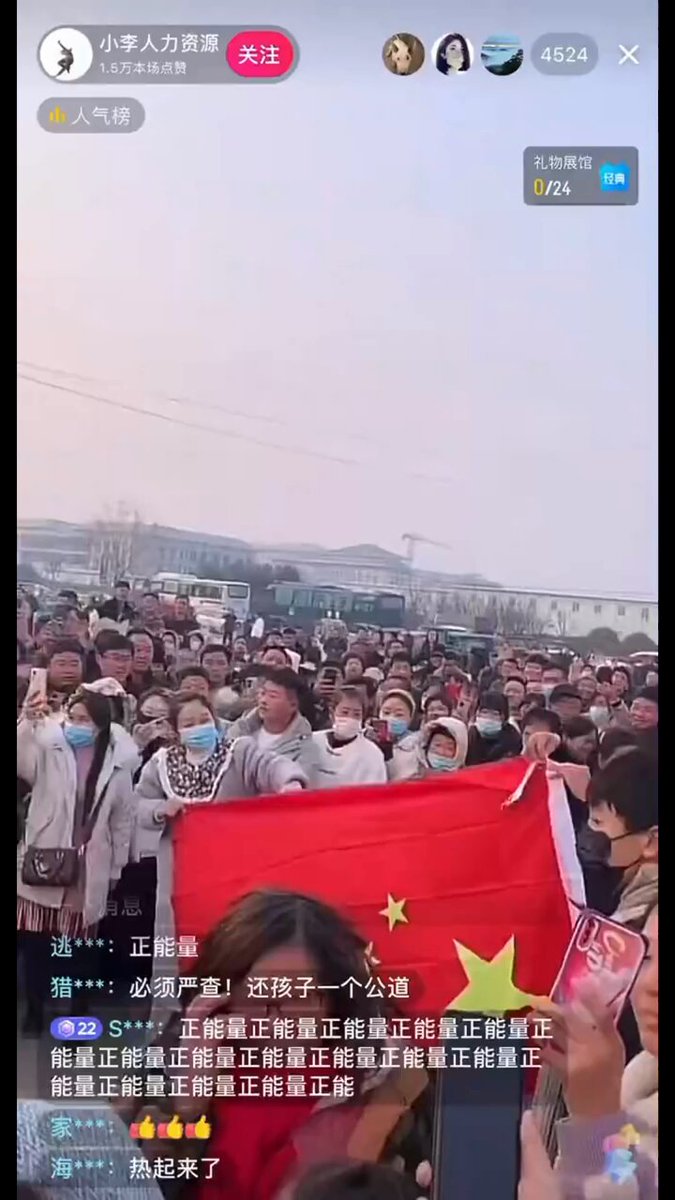 小李人力资源
关注
1.5万本场点赞
4524
人气榜
礼物展馆
0/24
经典
消息
逃***：正能量
猎***：必须严查！还孩子一个公道
22 S***：正能量正能量正能量正能量正能量正
能量正能量正能量正能量正能量正能量正
能量正能量正能量正能量正能
家***：👍👍👍
海***：热起来了